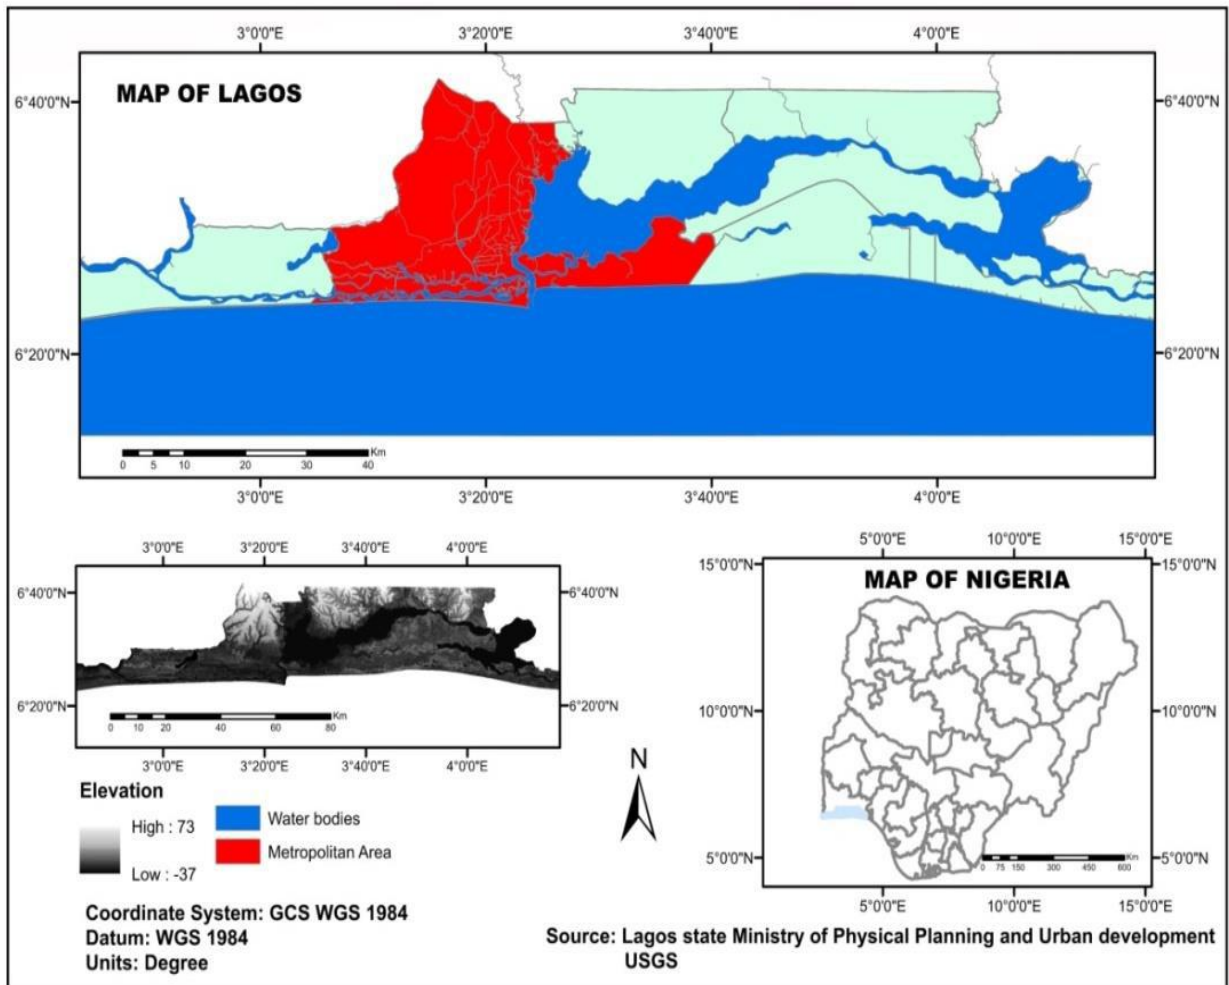 3°0'0"E 3°20'0"E 3°40'0"E 4°0'0"E
MAP OF LAGOS
6°40'0"N 6°40'0"N
6°20'0"N 6°20'0"N
Km
0 5 10 20 30 40
3°0'0"E 3°20'0"E 3°40'0"E 4°0'0"E
3°0'0"E 3°20'0"E 3°40'0"E 4°0'0"E
6°40'0"N 6°40'0"N
6°20'0"N 6°20'0"N
Km
0 10 20 40 60 80
3°0'0"E 3°20'0"E 3°40'0"E 4°0'0"E
5°0'0"E 10°0'0"E 15°0'0"E
15°0'0"N 15°0'0"N
MAP OF NIGERIA
10°0'0"N 10°0'0"N
5°0'0"N 5°0'0"N
Km
0 75 150 300 450 600
5°0'0"E 10°0'0"E 15°0'0"E
N
Elevation
High : 73
Low : -37
Water bodies
Metropolitan Area
Coordinate System: GCS WGS 1984
Datum: WGS 1984
Units: Degree
Source: Lagos state Ministry of Physical Planning and Urban development
USGS